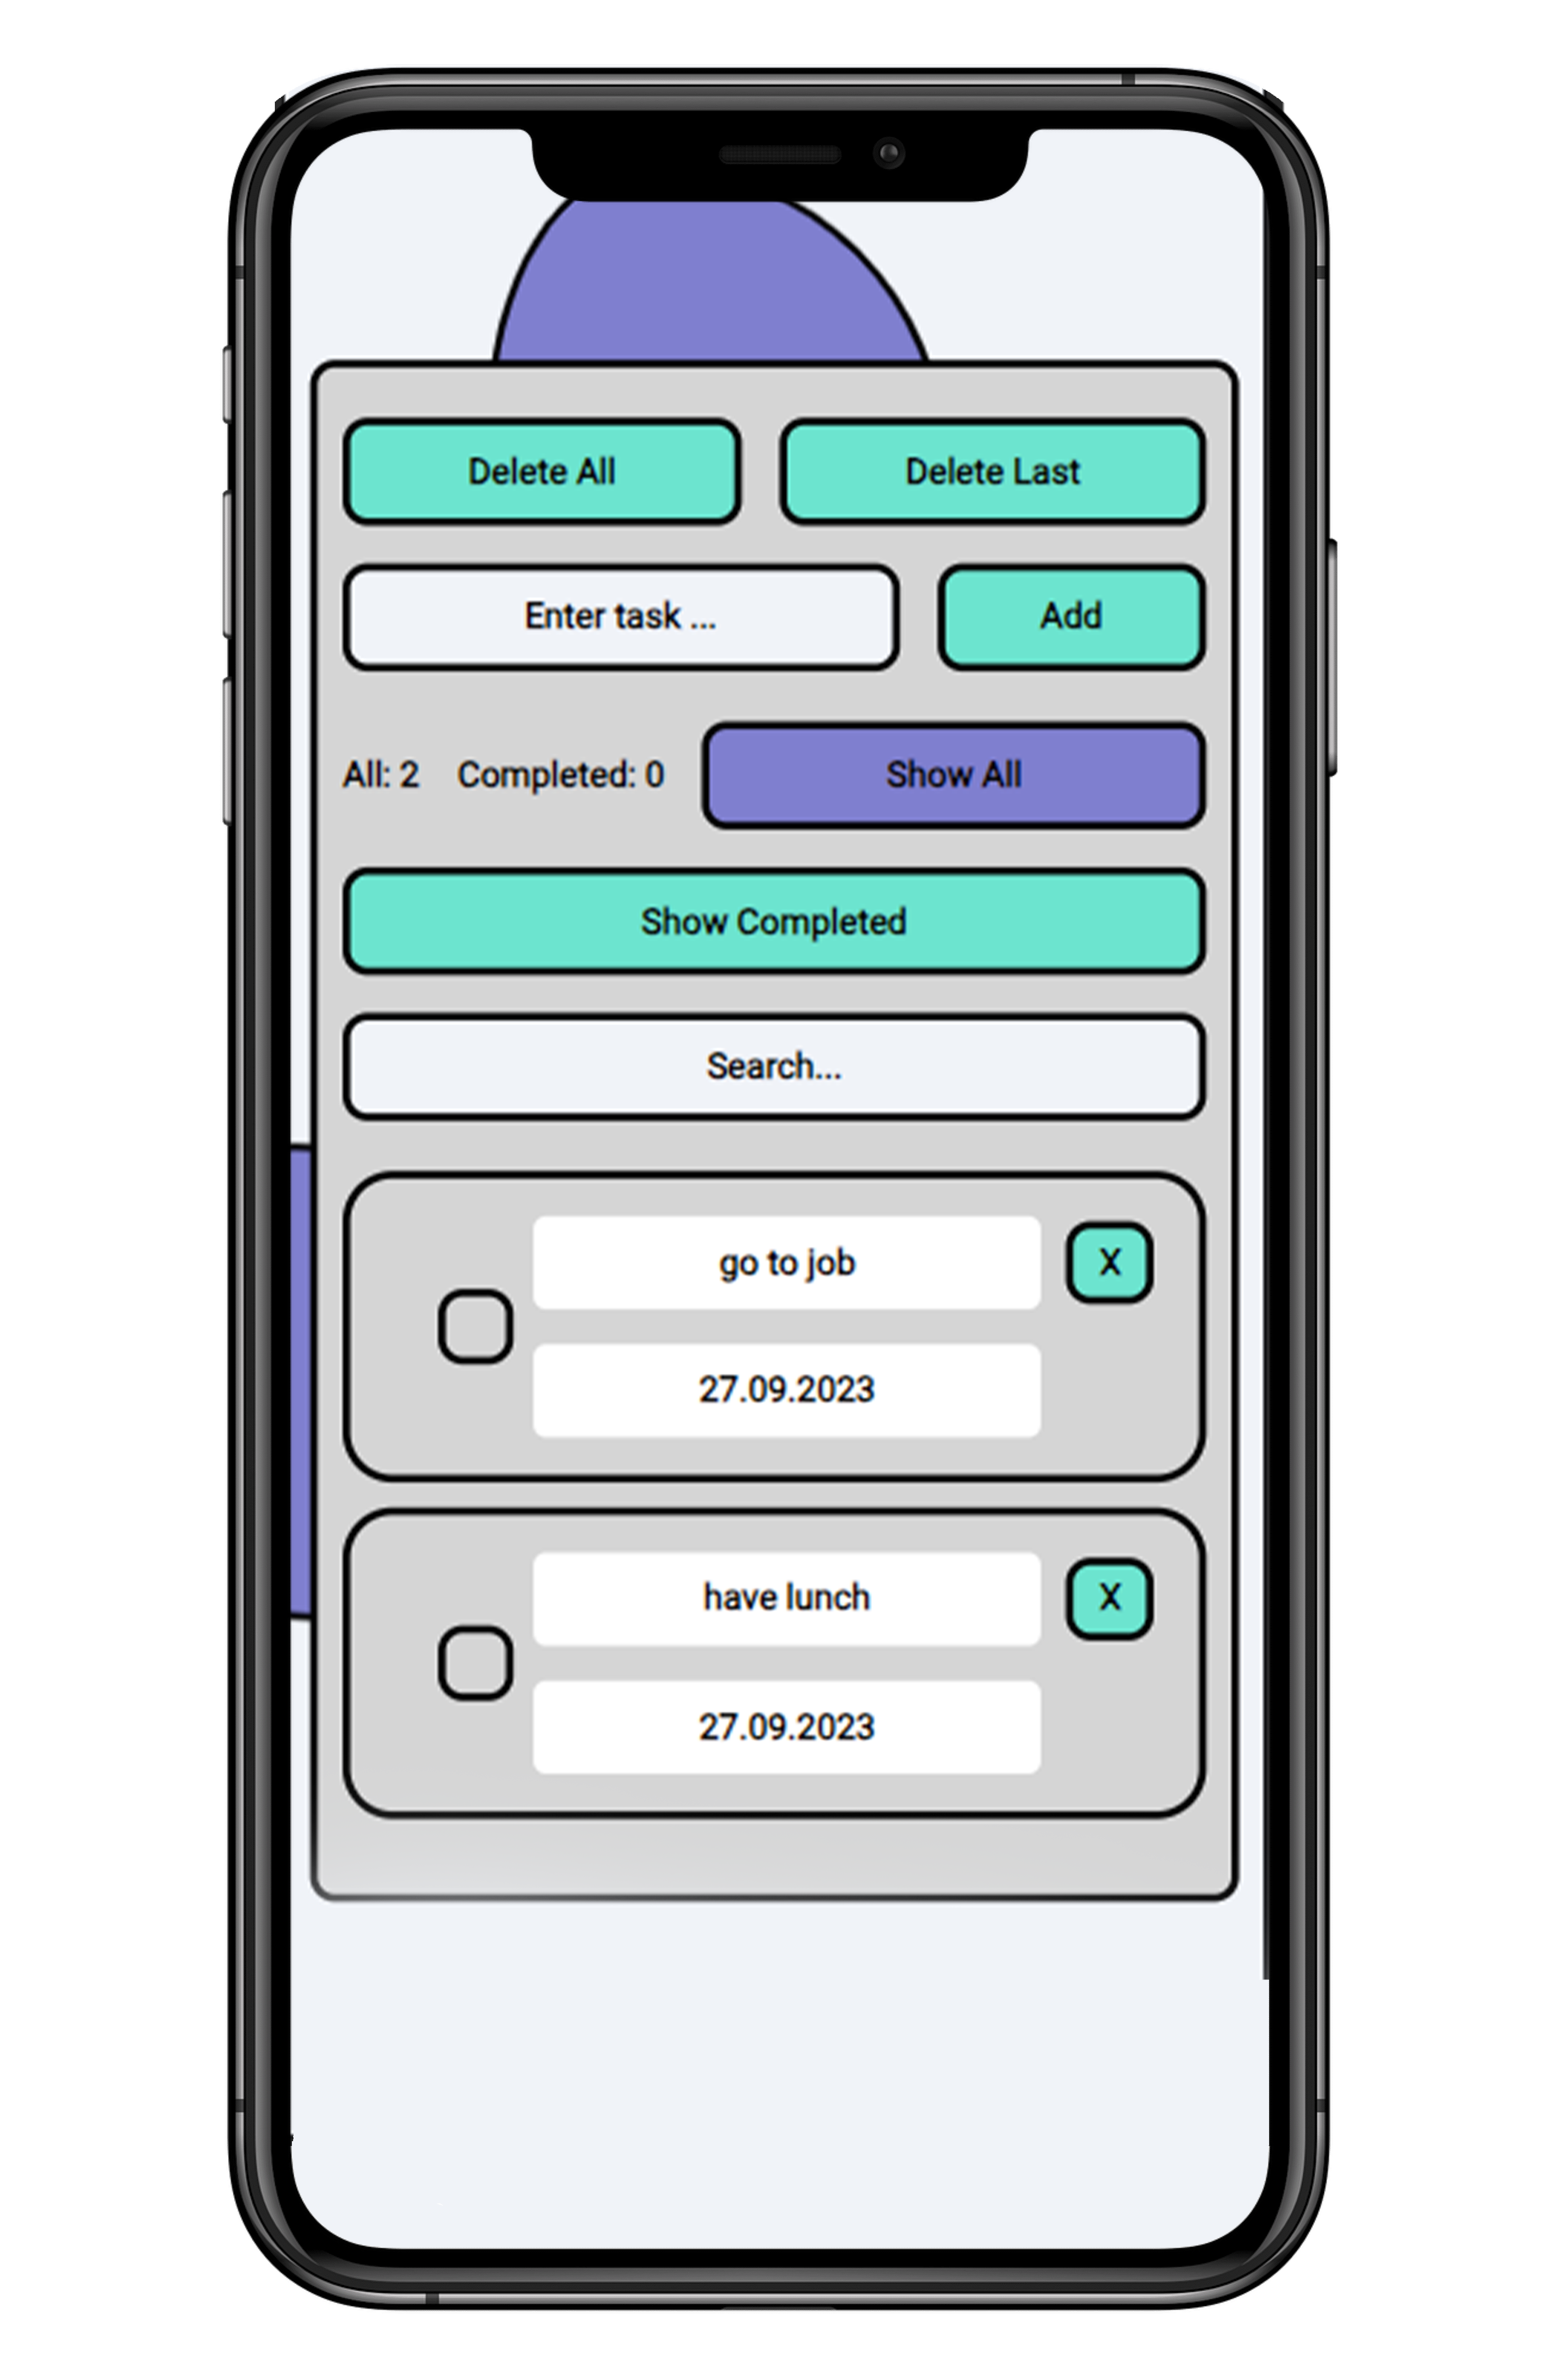 Delete All Delete Last
Enter task ... Add
All: 2 Completed: 0 Show All
Show Completed
Search...
go to job X
27.09.2023
have lunch X
27.09.2023